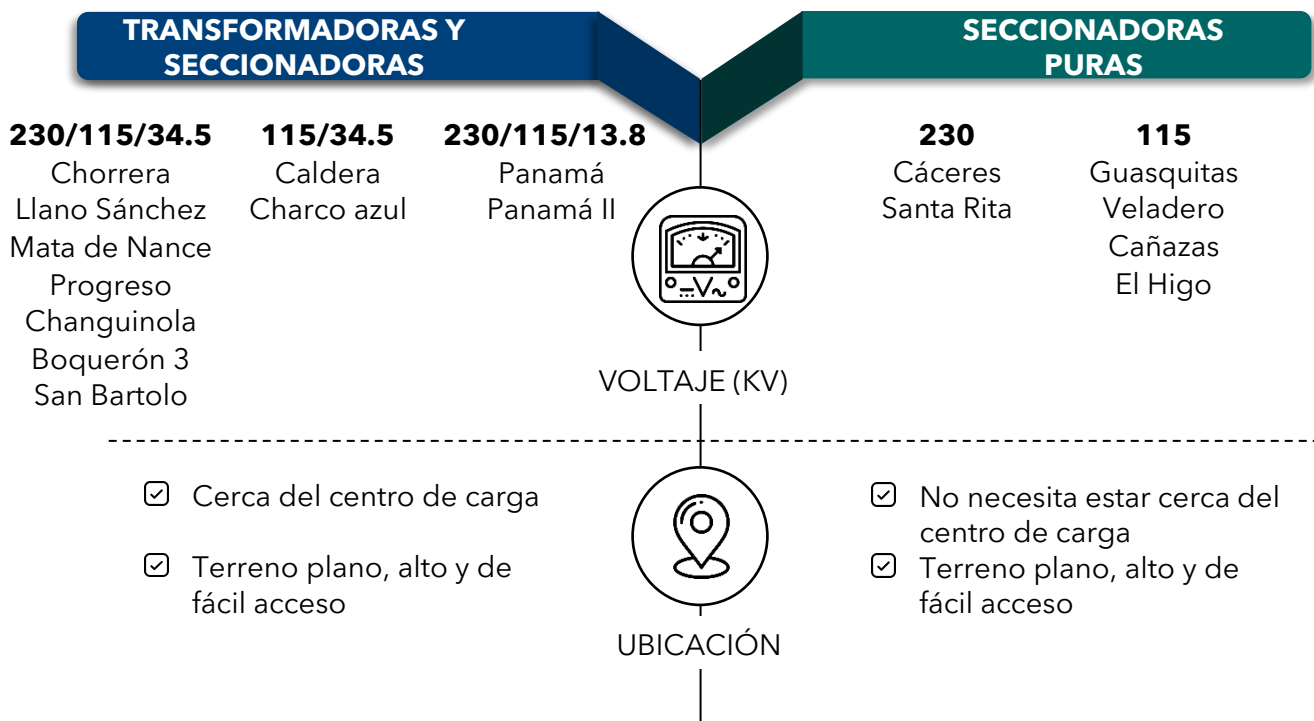 TRANSFORMADORAS Y
SECCIONADORAS
SECCIONADORAS
PURAS
230/115/34.5
Chorrera
Llano Sánchez
Mata de Nance
Progreso
Changuinola
Boquerón 3
San Bartolo
115/34.5
Caldera
Charco azul
230/115/13.8
Panamá
Panamá II
230
Cáceres
Santa Rita
115
Guasquitas
Veladero
Cañazas
El Higo
V
VOLTAJE (KV)
Cerca del centro de carga
Terreno plano, alto y de
fácil acceso
No necesita estar cerca del
centro de carga
Terreno plano, alto y de
fácil acceso
UBICACIÓN